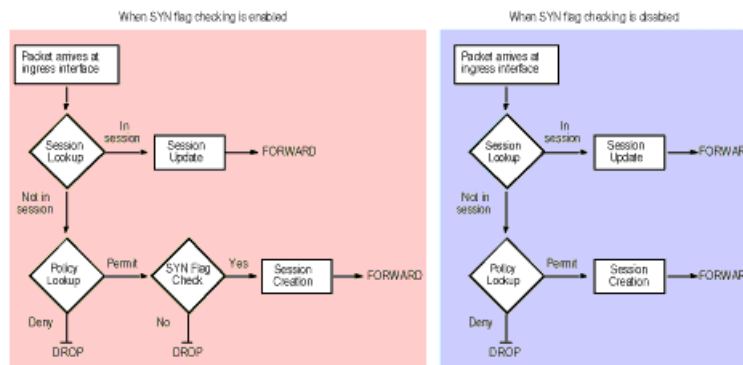 When SYN flag checking is enabled
Packet arrives at
ingress interface
In
session
Session
Lookup
Session
Update
FORWARD
Not in
session
Policy
Lookup
Permit
SYN Flag
Check
Yes
Session
Creation
FORWARD
Deny
No
DROP
DROP
When SYN flag checking is disabled
Packet arrives at
ingress interface
In
session
Session
Lookup
Session
Update
FORWAR
Not in
session
Policy
Lookup
Permit
Session
Creation
FORWAR
Deny
DROP